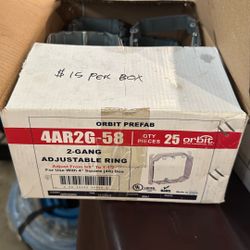 $15 PER BOX
ORBIT PREFAB
4AR2G-58
QTY PIECES 25 orbit
2-GANG
ADJUSTABLE RING
For Use With 4" Square (4S) Box